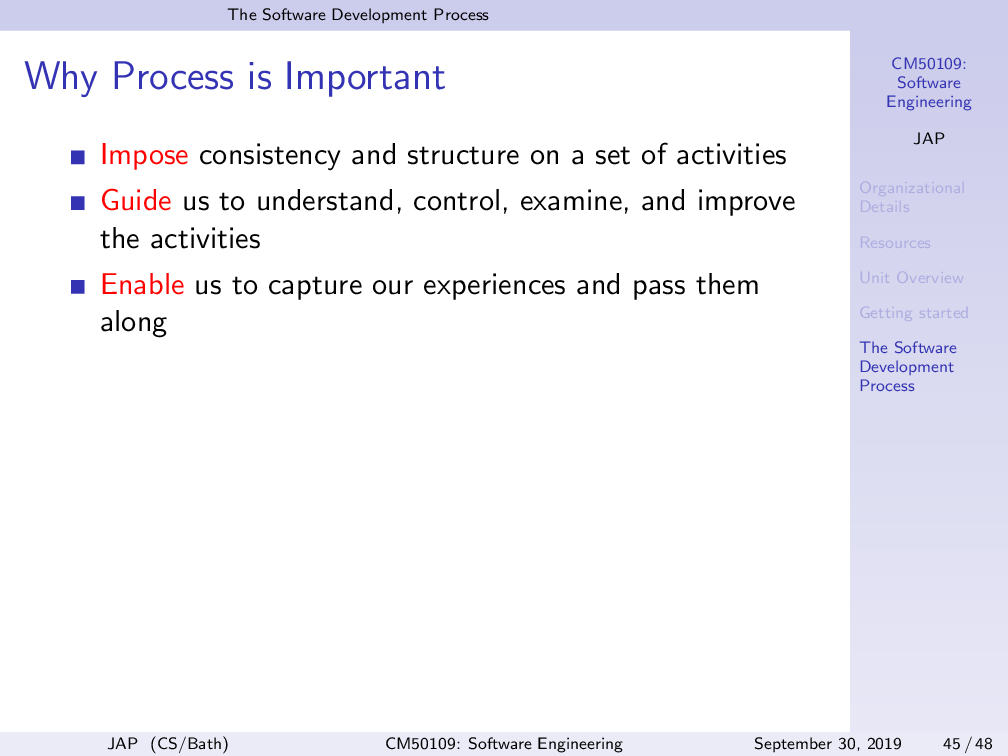 The Software Development Process
Why Process is Important
Impose consistency and structure on a set of activities
Guide us to understand, control, examine, and improve
the activities
Enable us to capture our experiences and pass them
along
CM50109:
Software
Engineering
JAP
Organizational
Details
Resources
Unit Overview
Getting started
The Software
Development
Process
JAP (CS/Bath)
CM50109: Software Engineering
September 30, 2019
45 / 48